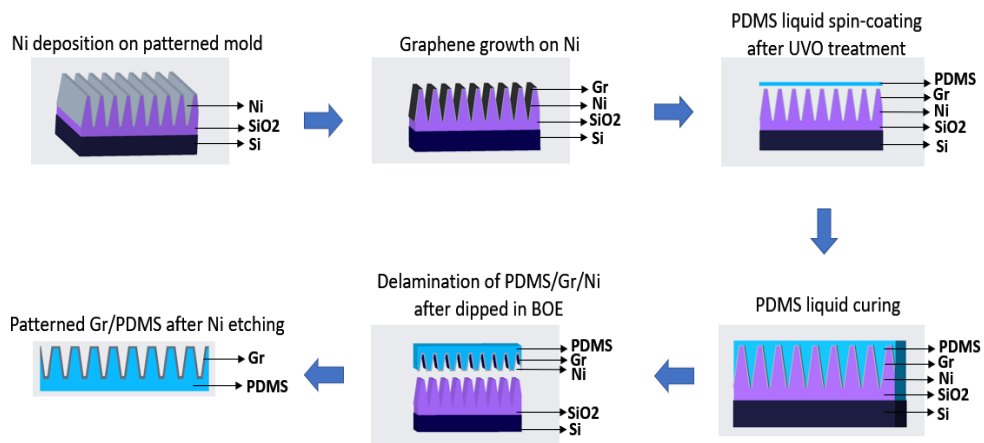 Ni deposition on patterned mold
Ni
SiO2
Si
Graphene growth on Ni
Gr
Ni
SiO2
Si
PDMS liquid spin-coating
after UVO treatment
PDMS
Gr
Ni
SiO2
Si
PDMS liquid curing
PDMS
Gr
Ni
SiO2
Si
Delamination of PDMS/Gr/Ni
after dipped in BOE
PDMS
Gr
Ni
SiO2
Si
Patterned Gr/PDMS after Ni etching
Gr
PDMS